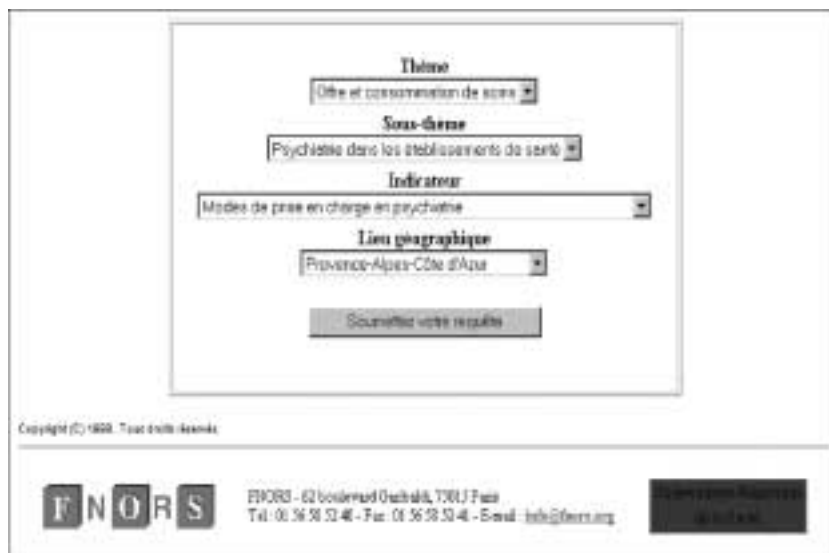 Thème
Offre et consommation de soins
Sous-thème
Psychiatrie dans les établissements de santé
Indicateur
Modes de prise en charge en psychiatrie
Lieu géographique
Provence-Alpes-Côte d'Azur
Soumettez votre requête
Copyright (C) 1999. Tous droits réservés
FNORS
FNORS - 62 boulevard Garibaldi, 75015 Paris
Tél : 01 56 58 52 40 - Fax : 01 56 58 52 41 - E-mail : info@fnors.org